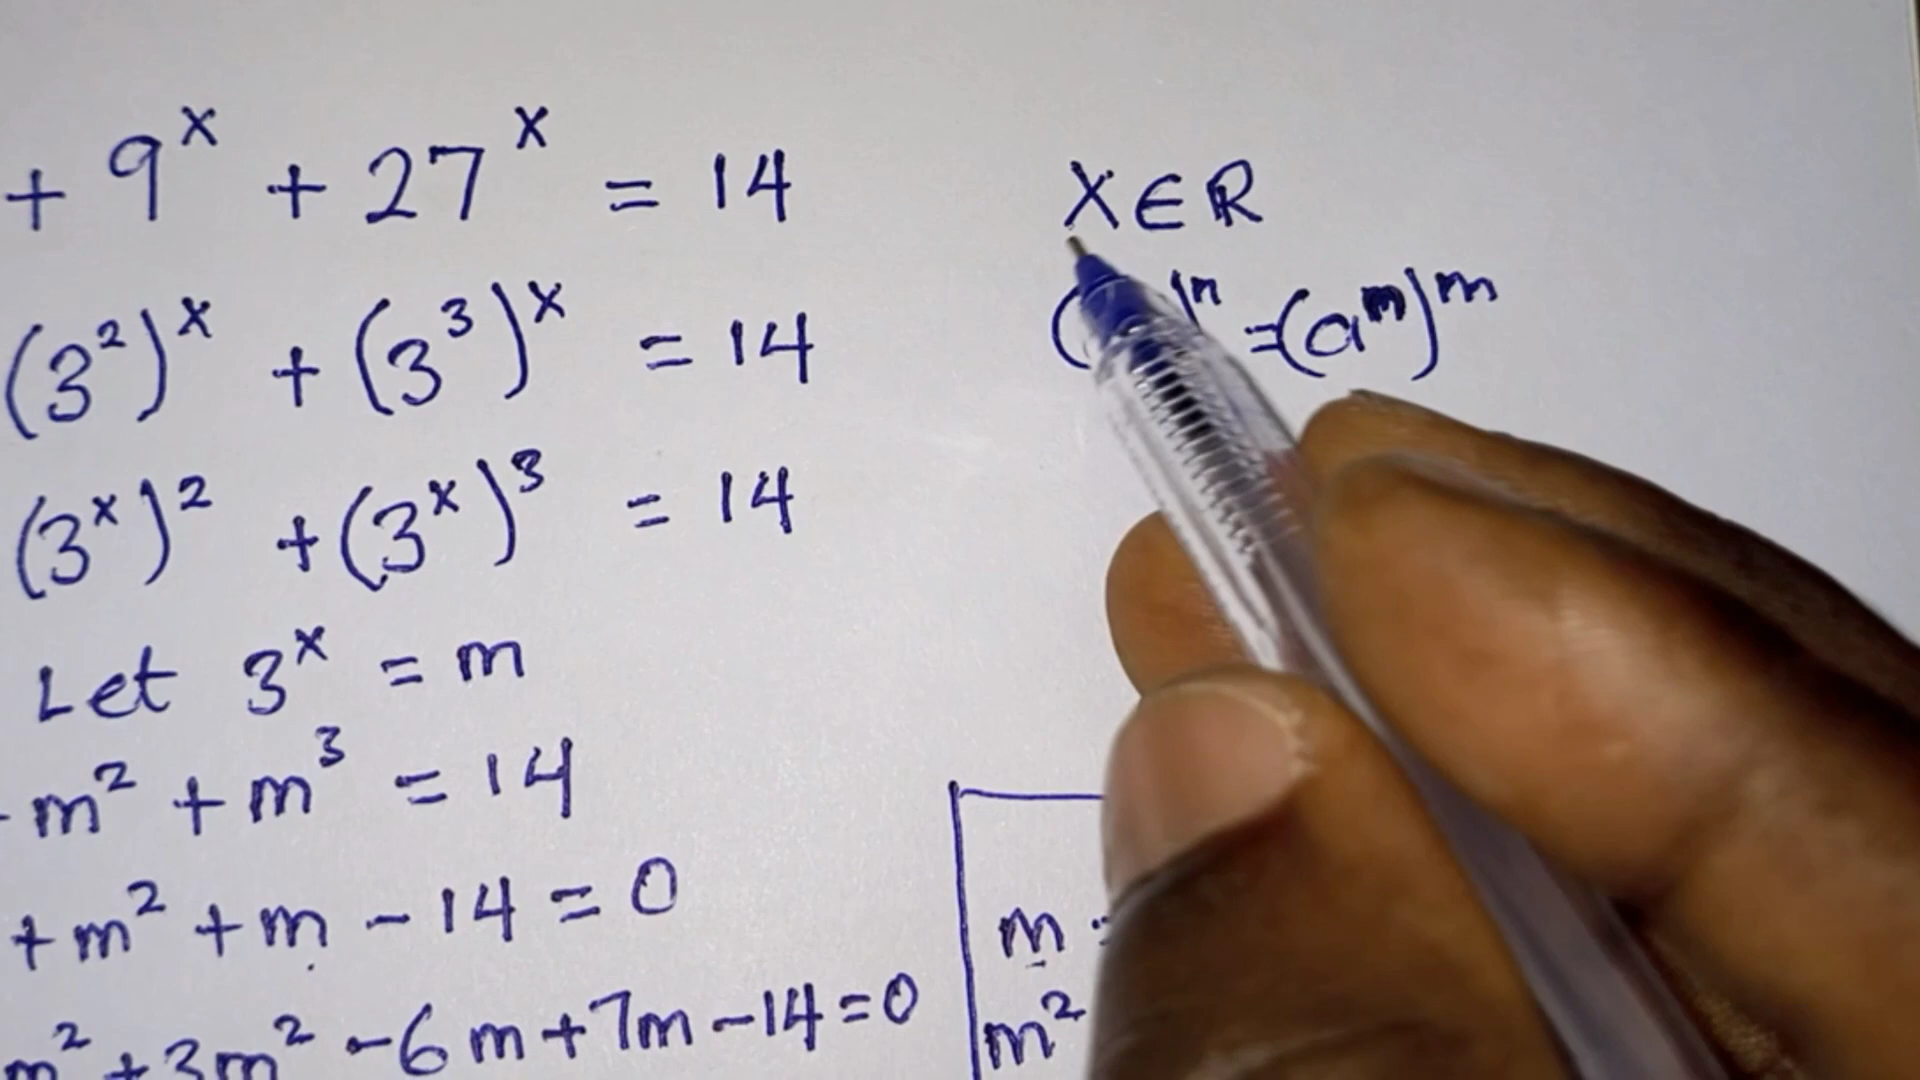 + 9^x + 27^x = 14
x ∈ R
(3^2)^x + (3^3)^x = 14
( )^n = (a^m)^m
(3^x)^2 + (3^x)^3 = 14
Let 3^x = m
m^2 + m^3 = 14
+ m^2 + m - 14 = 0
m
m^2 + 3m^2 - 6m + 7m - 14 = 0
m^2